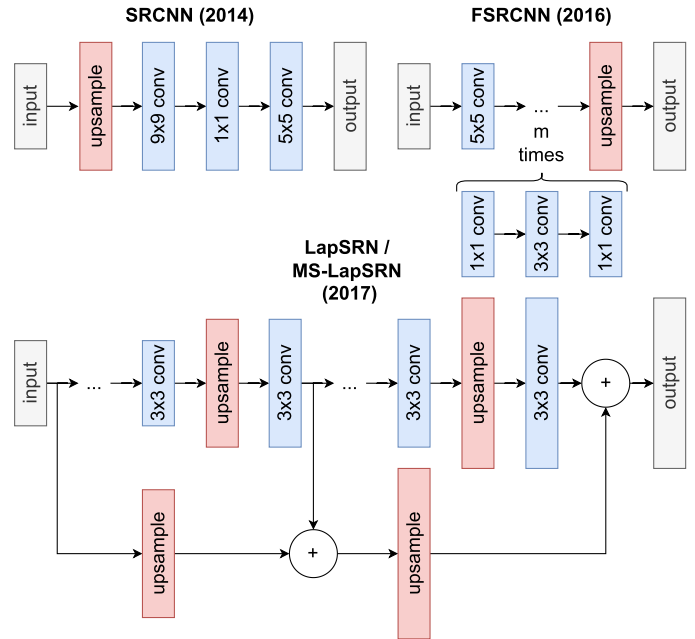 SRCNN (2014)
input
upsample
9x9 conv
1x1 conv
5x5 conv
output
FSRCNN (2016)
input
5x5 conv
...
m
times
upsample
output
1x1 conv
3x3 conv
1x1 conv
LapSRN /
MS-LapSRN
(2017)
input
...
3x3 conv
upsample
3x3 conv
...
3x3 conv
upsample
3x3 conv
+
output
upsample
+
upsample